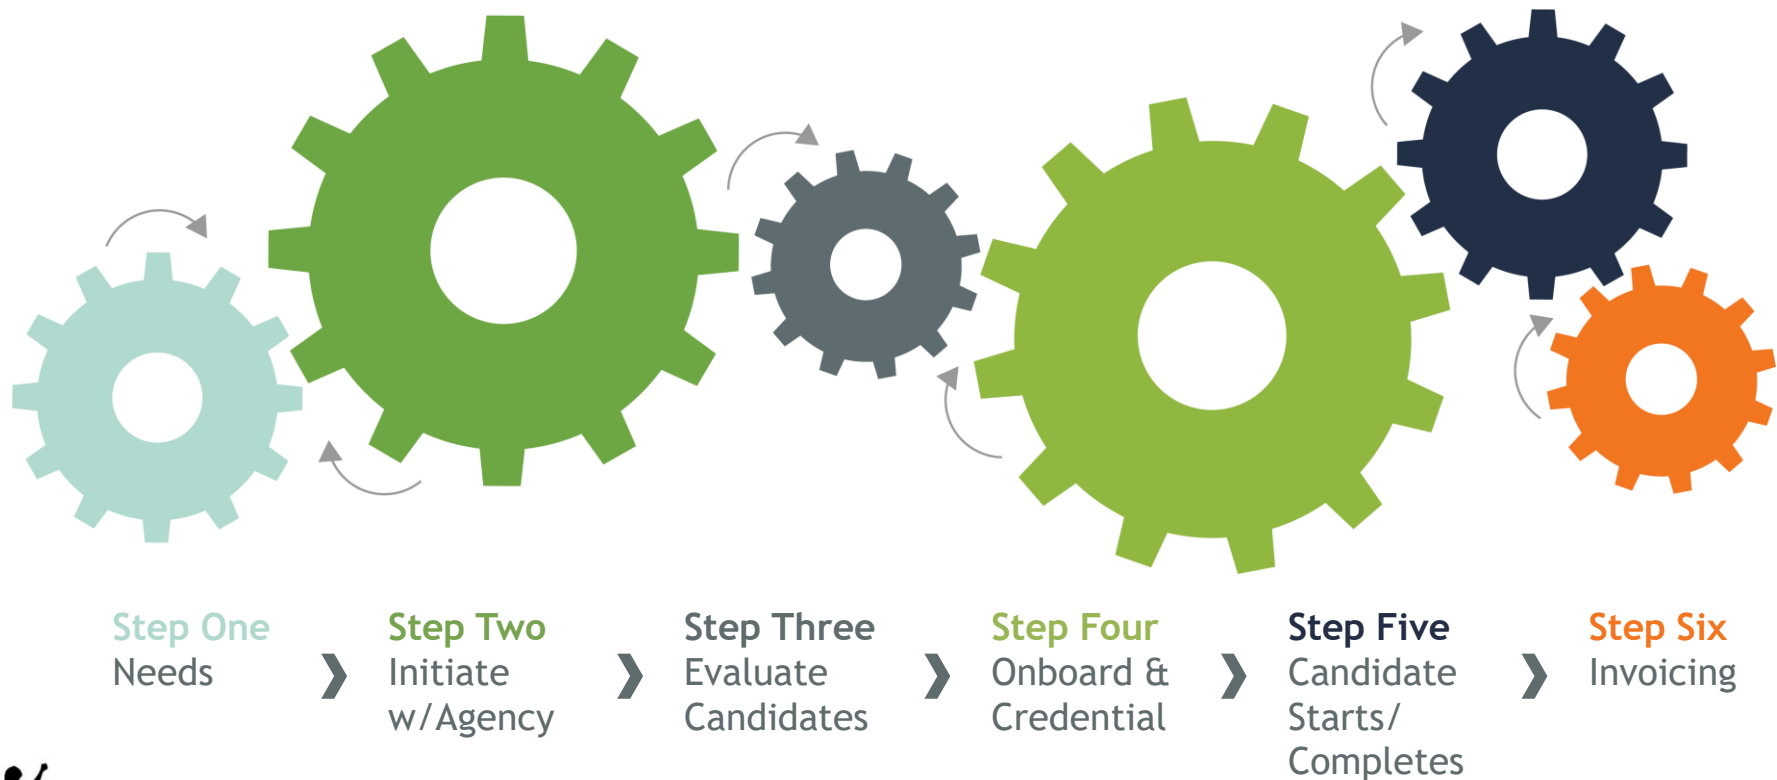 Step One
Needs
Step Two
Initiate
w/Agency
Step Three
Evaluate
Candidates
Step Four
Onboard &
Credential
Step Five
Candidate
Starts/
Completes
Step Six
Invoicing